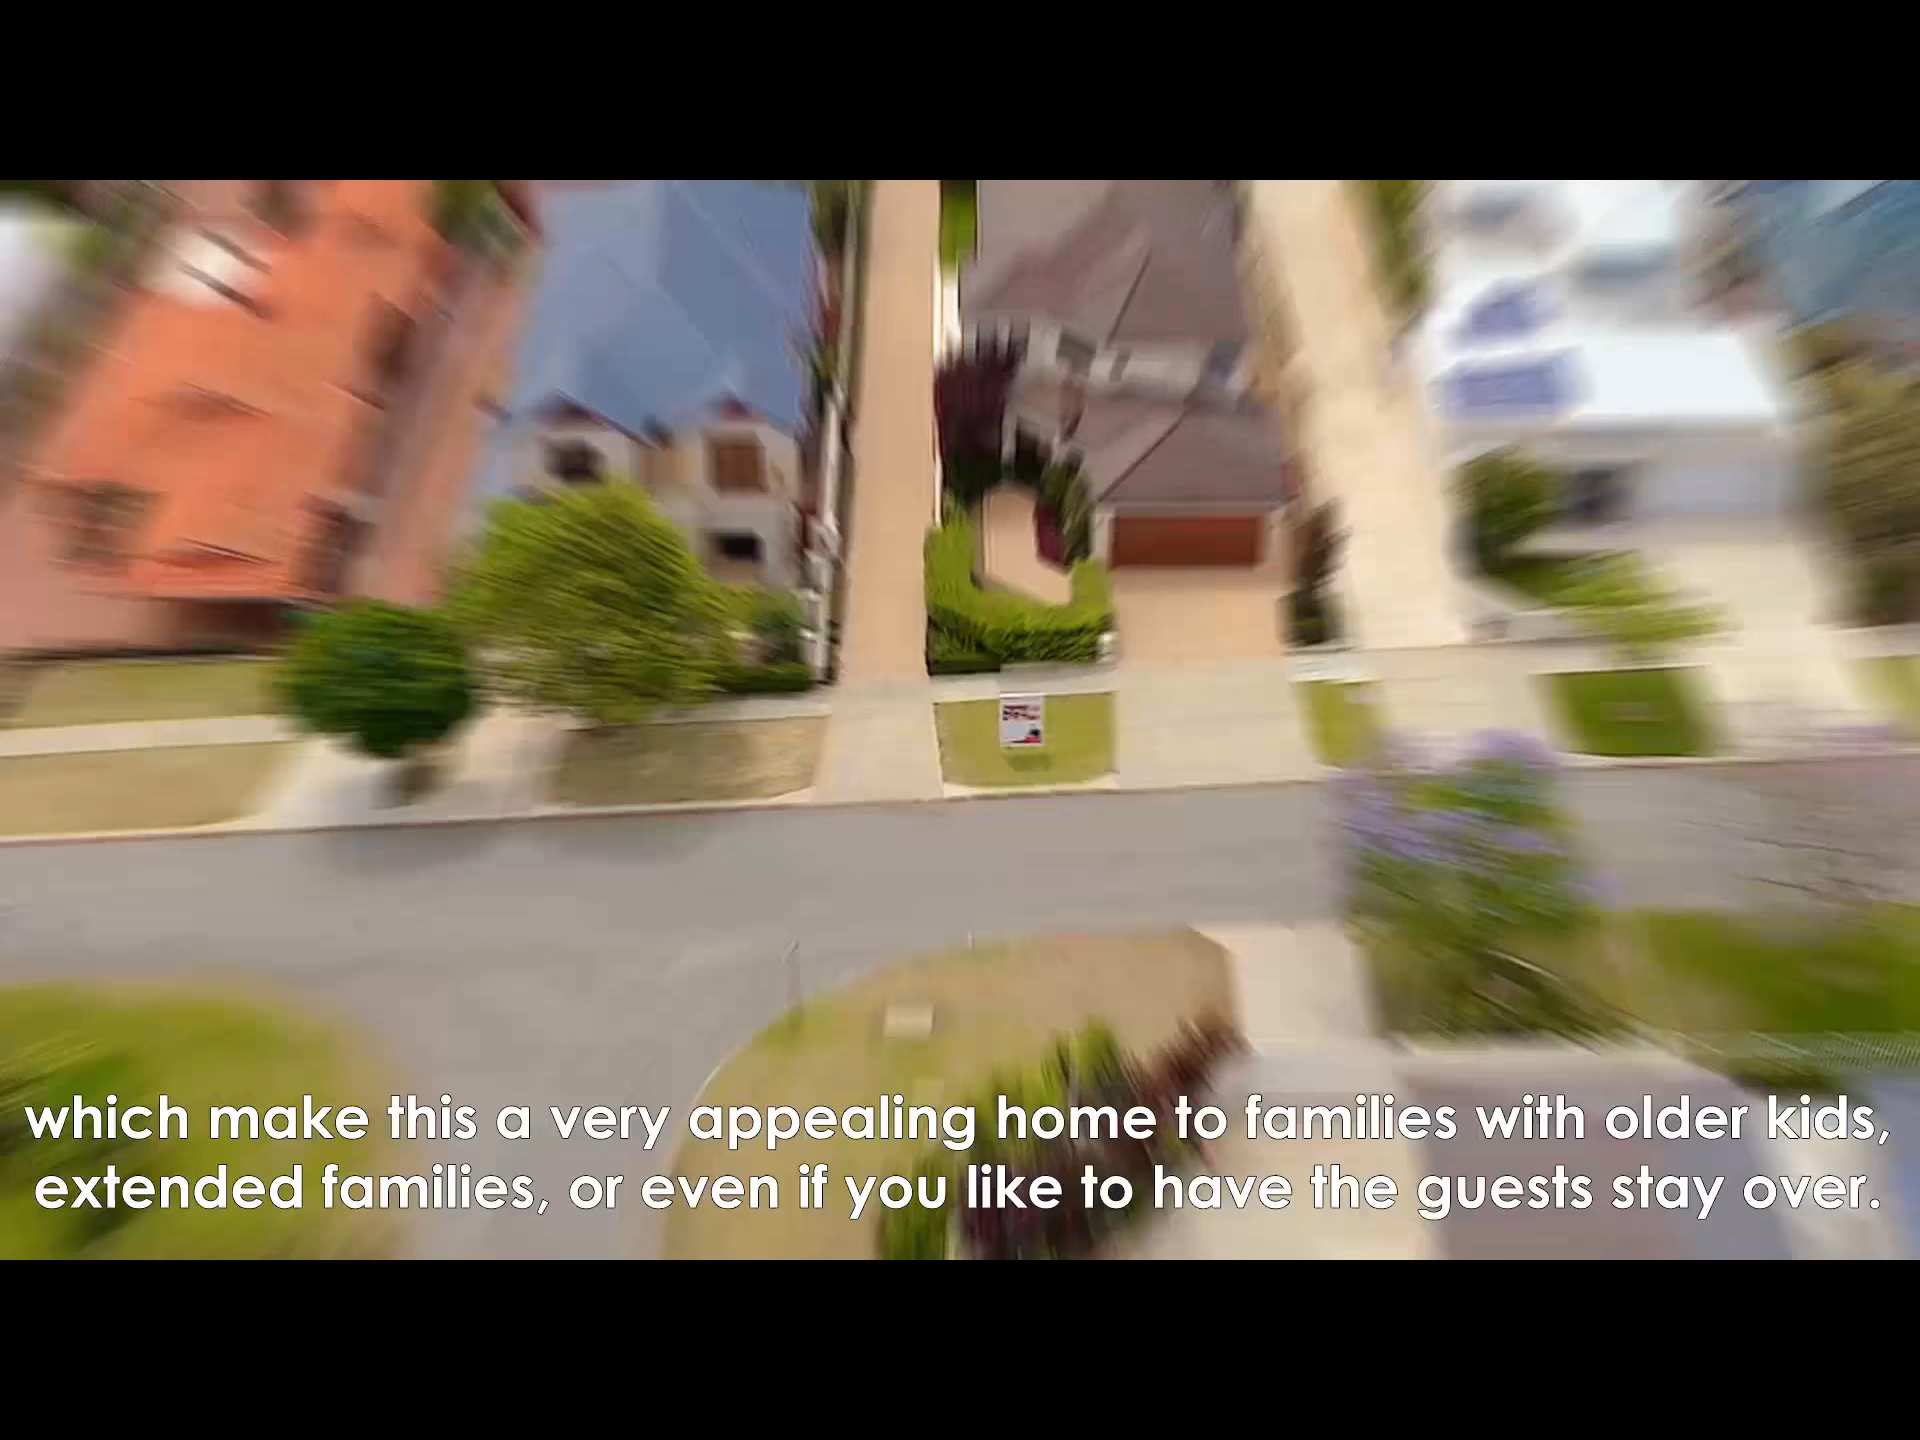 which make this a very appealing home to families with older kids,
extended families, or even if you like to have the guests stay over.